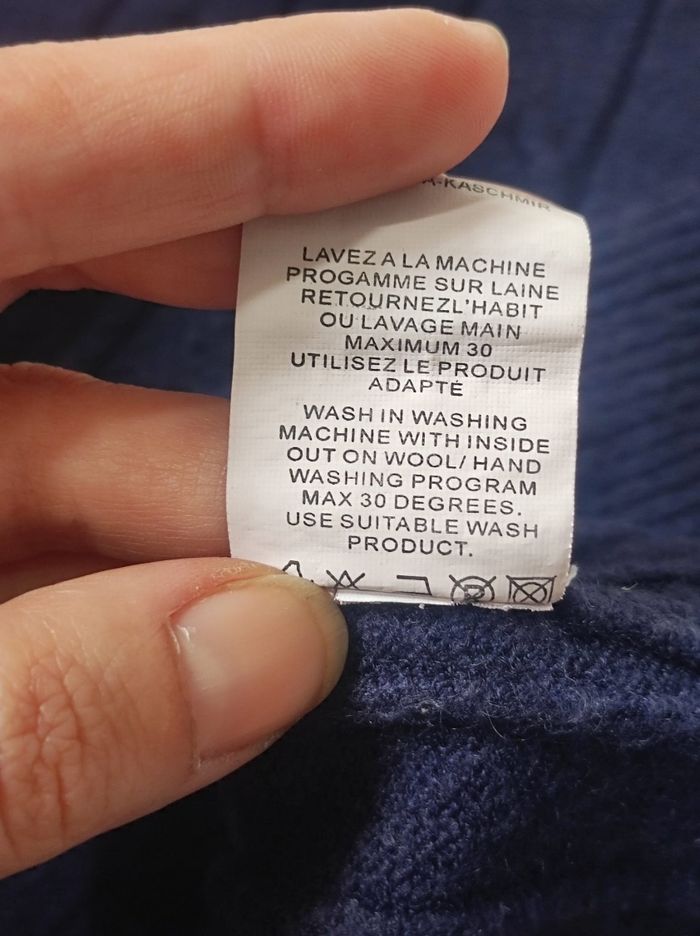 A-KASCHMIR
LAVEZ A LA MACHINE
PROGAMME SUR LAINE
RETOURNEZL'HABIT
OU LAVAGE MAIN
MAXIMUM 30
UTILISEZ LE PRODUIT
ADAPTÉ
WASH IN WASHING
MACHINE WITH INSIDE
OUT ON WOOL/ HAND
WASHING PROGRAM
MAX 30 DEGREES.
USE SUITABLE WASH
PRODUCT.